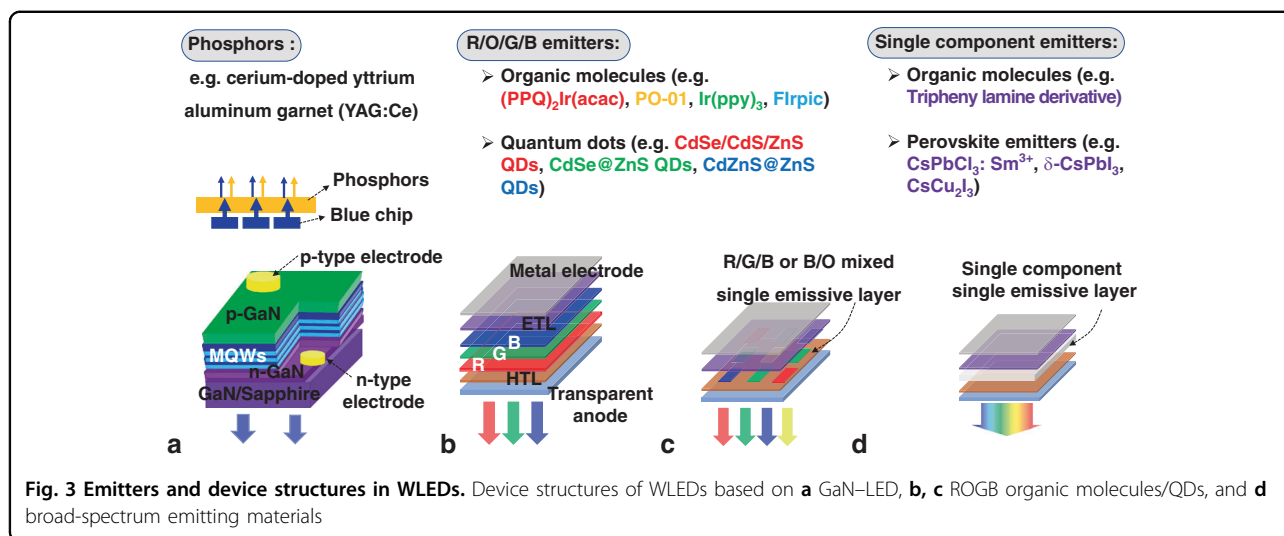 Phosphors :
e.g. cerium-doped yttrium
aluminum garnet (YAG:Ce)
Phosphors
Blue chip
p-type electrode
p-GaN
MQWs
n-GaN
GaN/Sapphire
n-type
electrode
a
R/O/G/B emitters:
➢ Organic molecules (e.g.
(PPQ)₂Ir(acac), PO-01, Ir(ppy)₃, FIrpic)
➢ Quantum dots (e.g. CdSe/CdS/ZnS
QDs, CdSe@ZnS QDs, CdZnS@ZnS
QDs)
Metal electrode
ETL
B
G
R
HTL
Transparent
anode
b
R/G/B or B/O mixed
single emissive layer
c
Single component emitters:
➢ Organic molecules (e.g.
Tripheny lamine derivative)
➢ Perovskite emitters (e.g.
CsPbCl₃: Sm³⁺, δ-CsPbI₃,
CsCu₂I₃)
Single component
single emissive layer
d
Fig. 3 Emitters and device structures in WLEDs. Device structures of WLEDs based on a GaN–LED, b, c ROGB organic molecules/QDs, and d
broad-spectrum emitting materials